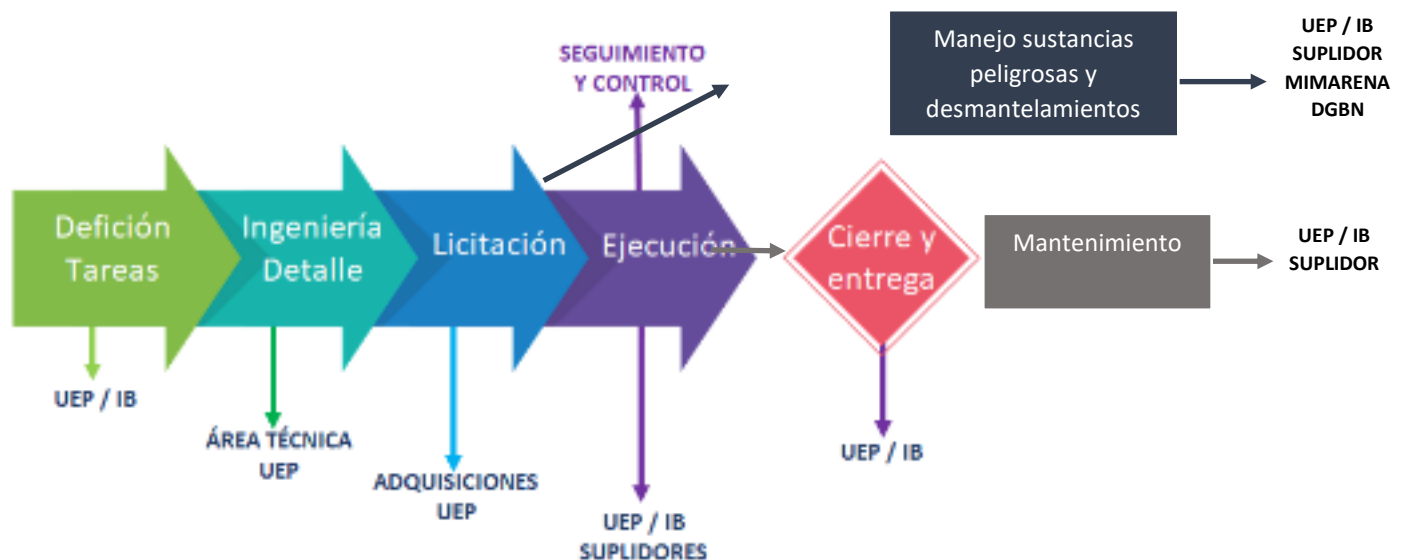 SEGUIMIENTO
Y CONTROL
Manejo sustancias
peligrosas y
desmantelamientos
UEP / IB
SUPLIDOR
MIMARENA
DGBN
Defición
Tareas
Ingeniería
Detalle
Licitación
Ejecución
Cierre y
entrega
Mantenimiento
UEP / IB
SUPLIDOR
UEP / IB
ÁREA TÉCNICA
UEP
ADQUISICIONES
UEP
UEP / IB
SUPLIDORES
UEP / IB